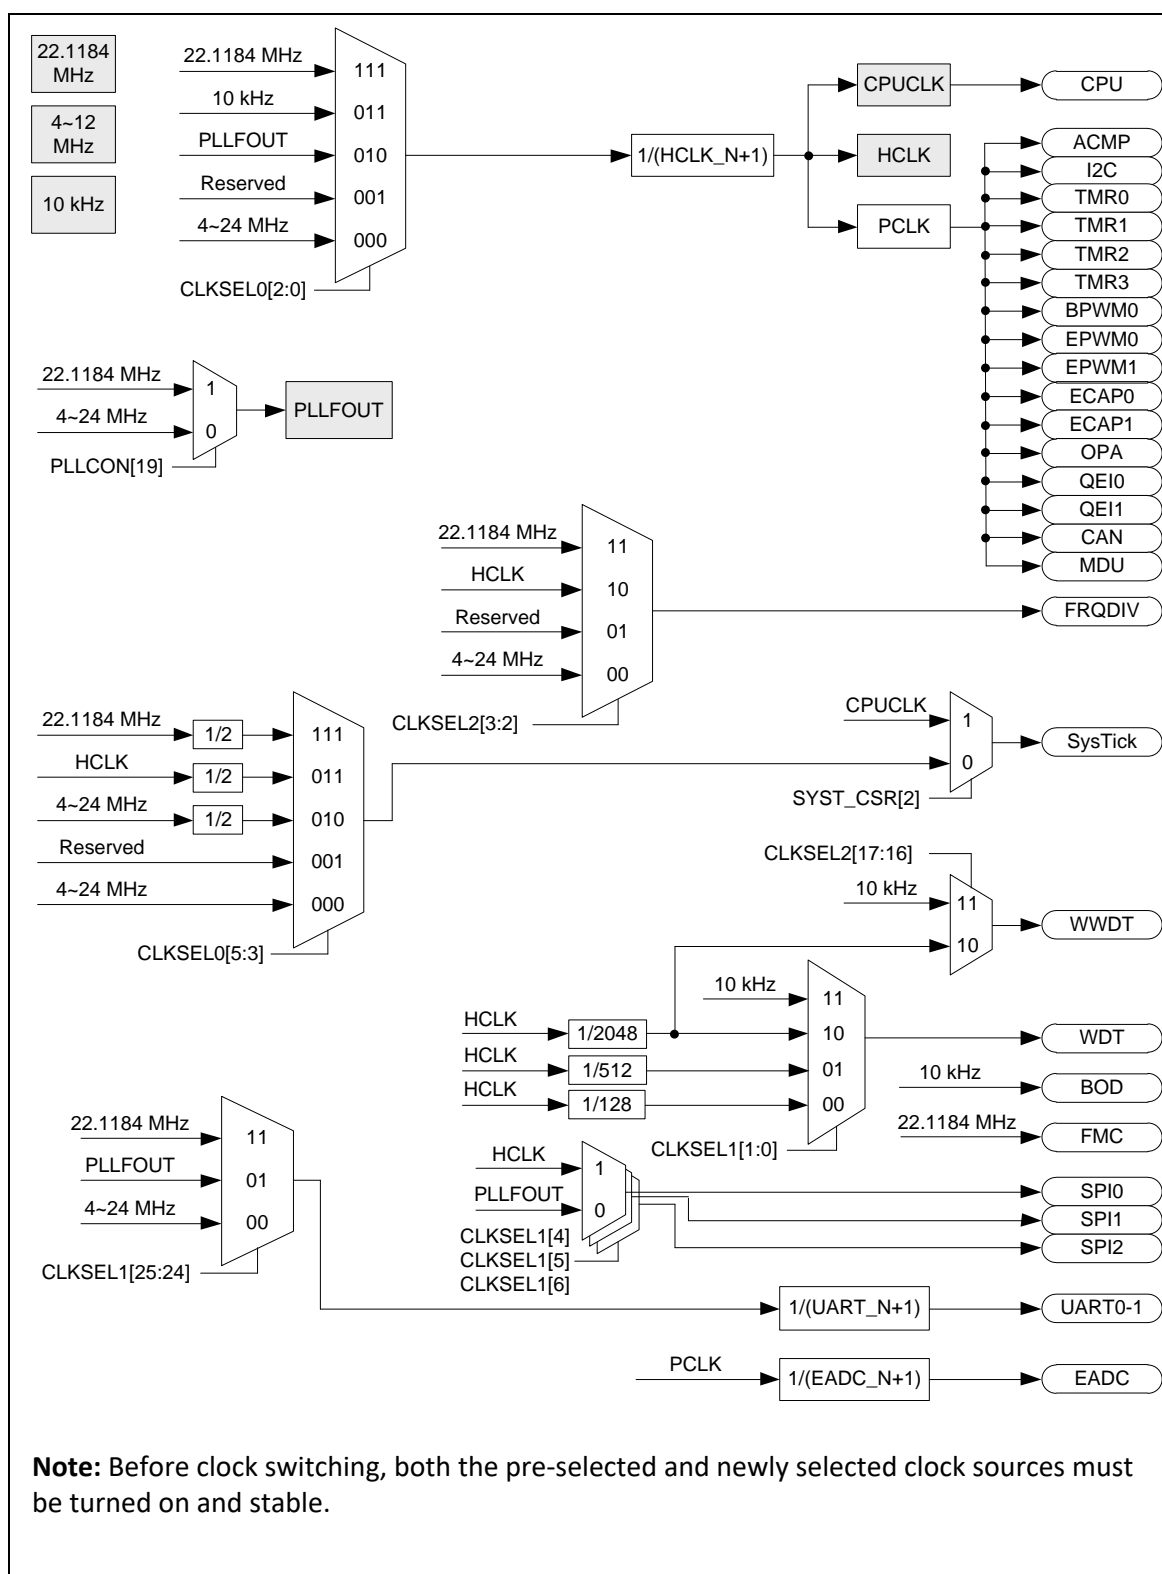 22.1184
MHz
4~12
MHz
10 kHz
22.1184 MHz
111
10 kHz
011
PLLFOUT
010
Reserved
001
4~24 MHz
000
CLKSEL0[2:0]
1/(HCLK_N+1)
CPUCLK
HCLK
PCLK
CPU
ACMP
I2C
TMR0
TMR1
TMR2
TMR3
BPWM0
EPWM0
EPWM1
ECAP0
ECAP1
OPA
QEI0
QEI1
CAN
MDU
22.1184 MHz
1
4~24 MHz
0
PLLCON[19]
PLLFOUT
22.1184 MHz
11
HCLK
10
Reserved
01
4~24 MHz
00
CLKSEL2[3:2]
FRQDIV
22.1184 MHz
1/2
111
HCLK
1/2
011
4~24 MHz
1/2
010
Reserved
001
4~24 MHz
000
CLKSEL0[5:3]
CPUCLK
1
0
SYST_CSR[2]
SysTick
CLKSEL2[17:16]
10 kHz
11
10
WWDT
10 kHz
11
HCLK
1/2048
10
HCLK
1/512
01
HCLK
1/128
00
CLKSEL1[1:0]
WDT
10 kHz
BOD
22.1184 MHz
FMC
22.1184 MHz
11
PLLFOUT
01
4~24 MHz
00
CLKSEL1[25:24]
HCLK
1
PLLFOUT
0
CLKSEL1[4]
CLKSEL1[5]
CLKSEL1[6]
SPI0
SPI1
SPI2
1/(UART_N+1)
UART0-1
PCLK
1/(EADC_N+1)
EADC
Note: Before clock switching, both the pre-selected and newly selected clock sources must
be turned on and stable.